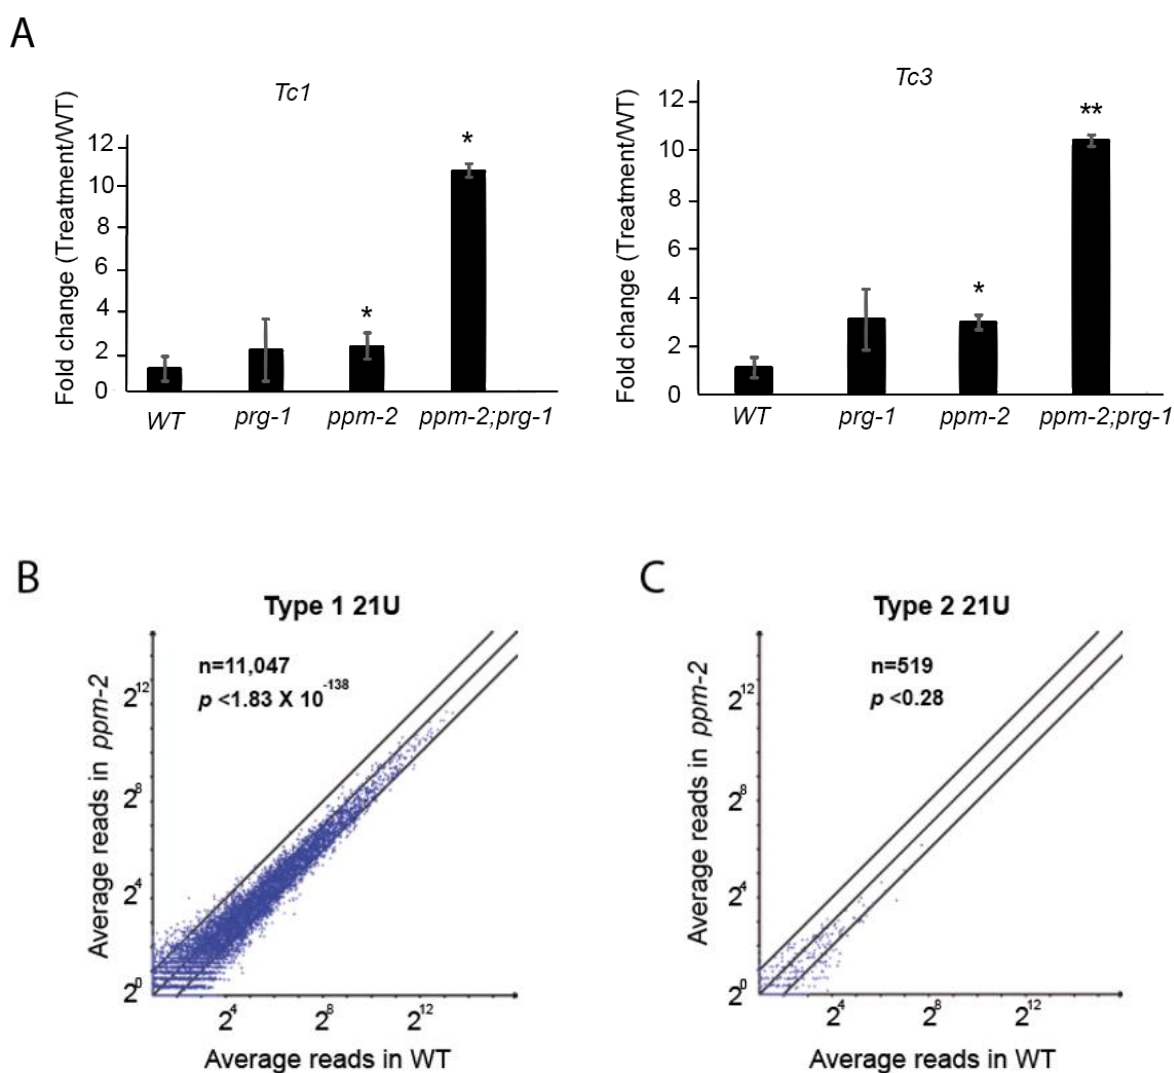 A
Tc1
Fold change (Treatment/WT)
12
10
8
6
4
2
0
*
*
WT prg-1 ppm-2 ppm-2;prg-1
Tc3
Fold change (Treatment/WT)
12
10
8
6
4
2
0
**
*
WT prg-1 ppm-2 ppm-2;prg-1
B
Type 1 21U
n=11,047
p <1.83 X 10^-138
Average reads in ppm-2
2^12
2^8
2^4
2^0
2^4 2^8 2^12
Average reads in WT
C
Type 2 21U
n=519
p <0.28
Average reads in ppm-2
2^12
2^8
2^4
2^0
2^4 2^8 2^12
Average reads in WT